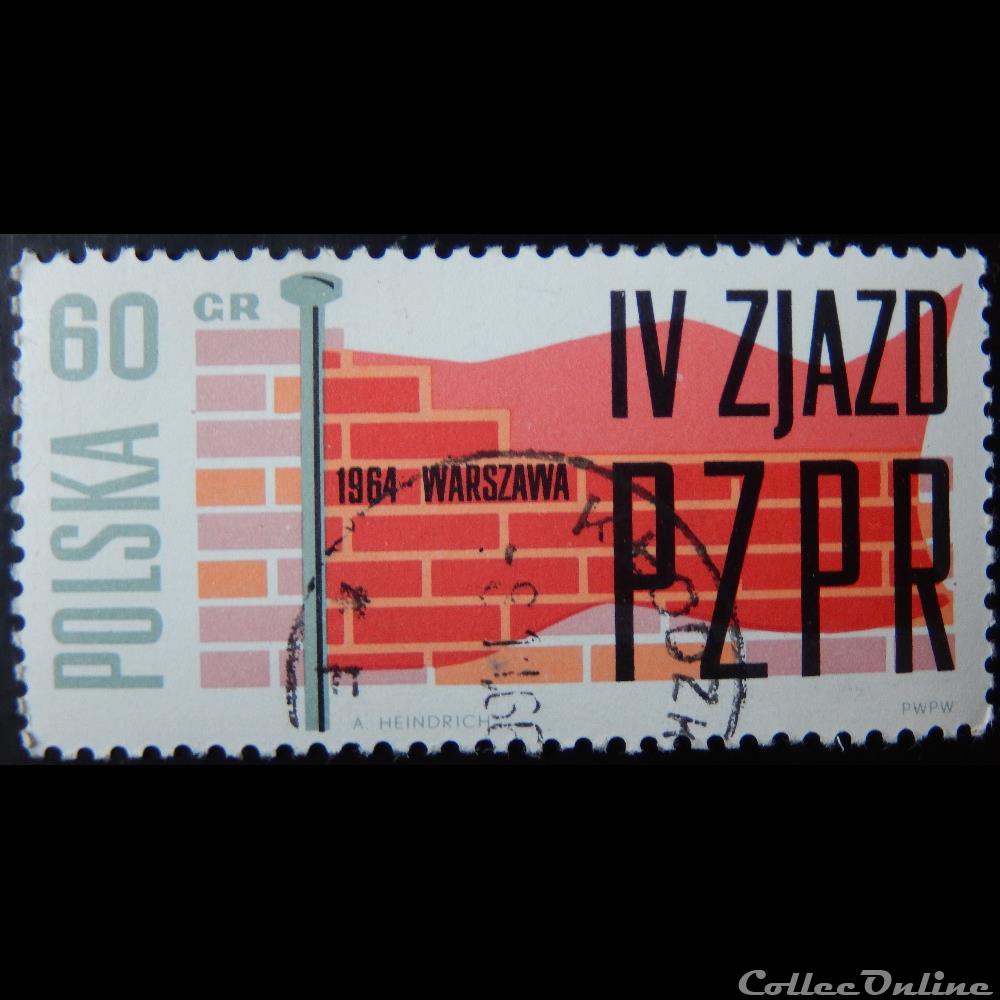 60 GR
POLSKA
IV ZJAZD
PZPR
1964-WARSZAWA
A. HEINDRICH
PWPW
CollecOnline